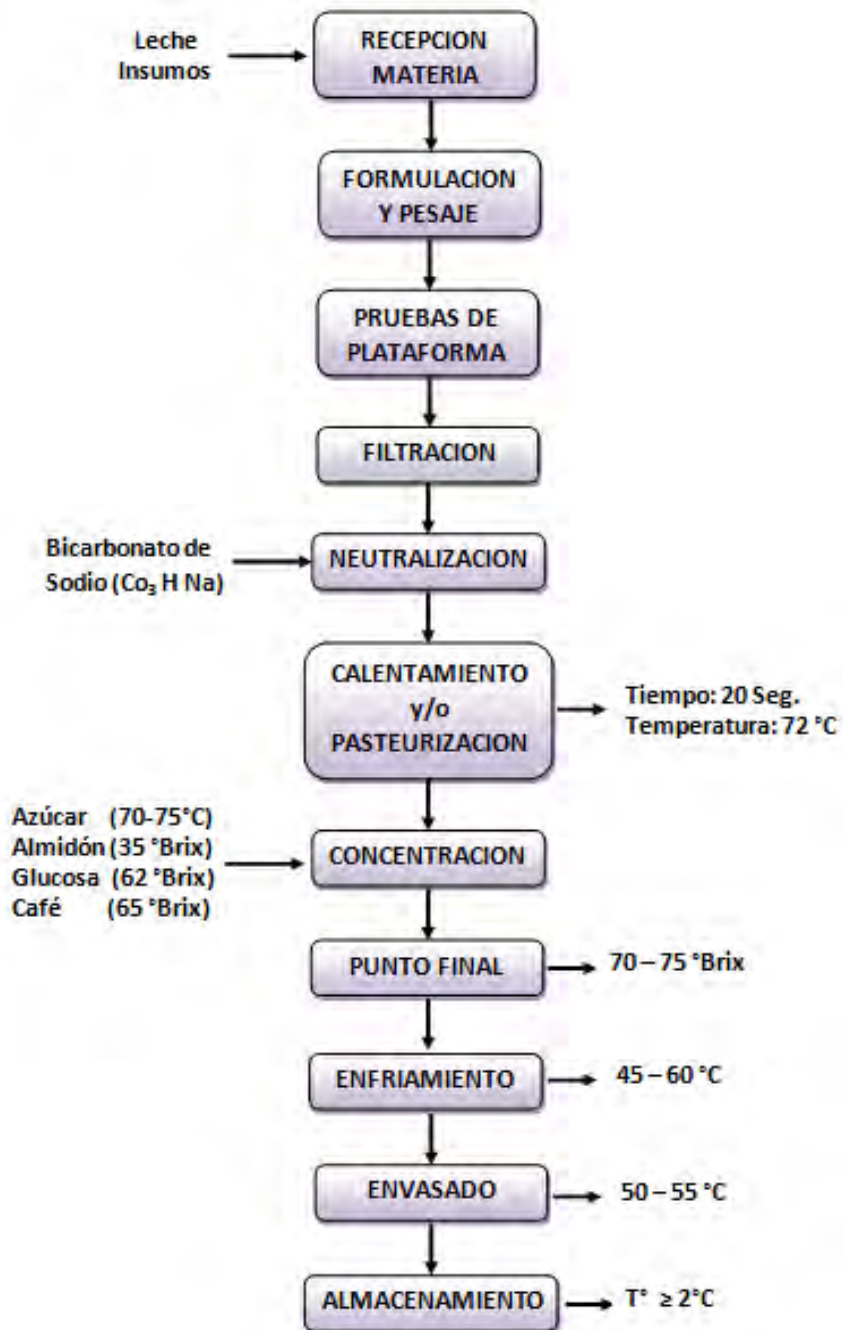 Leche
Insumos
RECEPCION
MATERIA
FORMULACION
Y PESAJE
PRUEBAS DE
PLATAFORMA
FILTRACION
Bicarbonato de
Sodio (Co₃ H Na)
NEUTRALIZACION
CALENTAMIENTO
y/o
PASTEURIZACION
Tiempo: 20 Seg.
Temperatura: 72 °C
Azúcar (70-75°C)
Almidón (35 °Brix)
Glucosa (62 °Brix)
Café (65 °Brix)
CONCENTRACION
PUNTO FINAL
70 – 75 °Brix
ENFRIAMIENTO
45 – 60 °C
ENVASADO
50 – 55 °C
ALMACENAMIENTO
T° ≥ 2°C